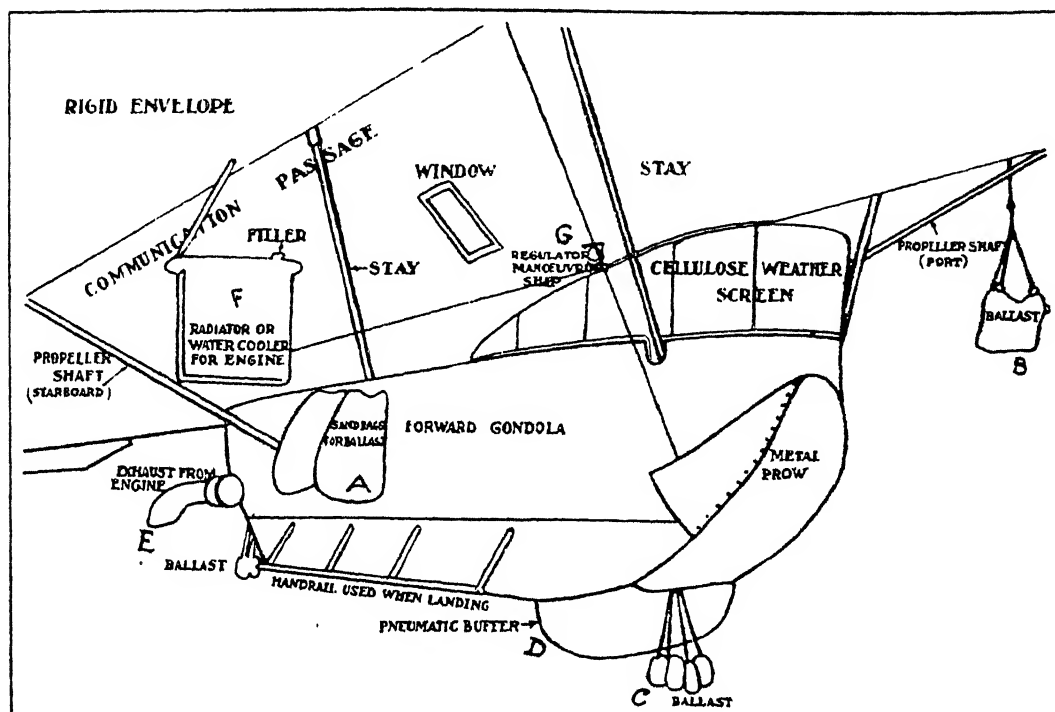 RIGID ENVELOPE
COMMUNICATION PASSAGE
WINDOW
STAY
FILLER
STAY
G
REGULATOR
MANOEUVRING
SHIP
CELLULOSE WEATHER
SCREEN
PROPELLER SHAFT
(PORT)
BALLAST
B
F
RADIATOR OR
WATER COOLER
FOR ENGINE
PROPELLER
SHAFT
(STARBOARD)
SANDBAGS
FOR BALLAST
A
FORWARD GONDOLA
METAL
PROW
EXHAUST FROM
ENGINE
E
BALLAST
HANDRAIL USED WHEN LANDING
PNEUMATIC BUFFER
D
C
BALLAST